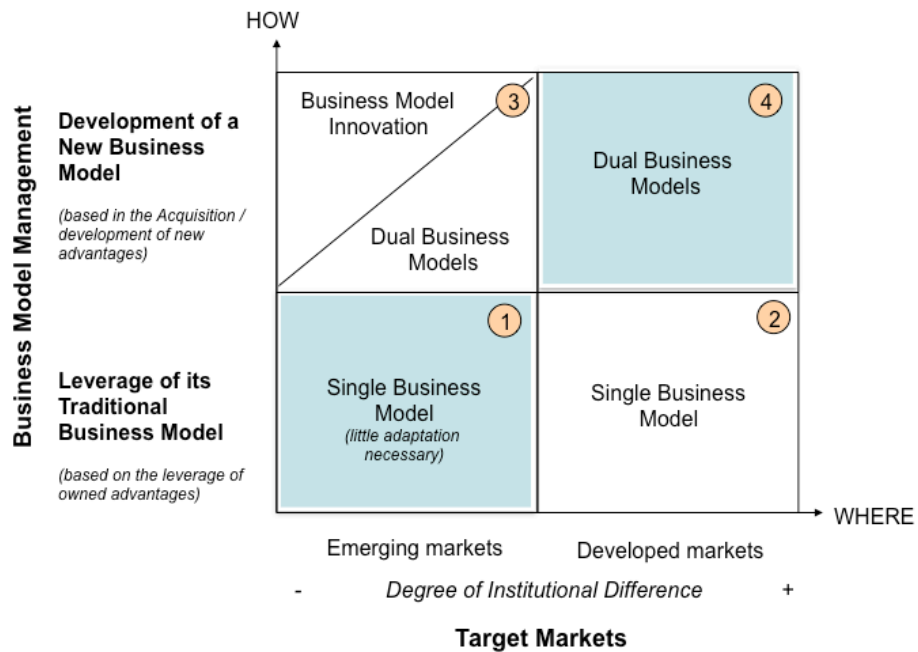 HOW
Business Model Management
Development of a
New Business
Model
(based in the Acquisition /
development of new
advantages)
Business Model
Innovation
3
Dual Business
Models
4
Dual Business
Models
Leverage of its
Traditional
Business Model
(based on the leverage of
owned advantages)
1
Single Business
Model
(little adaptation
necessary)
2
Single Business
Model
WHERE
Emerging markets
Developed markets
- Degree of Institutional Difference +
Target Markets